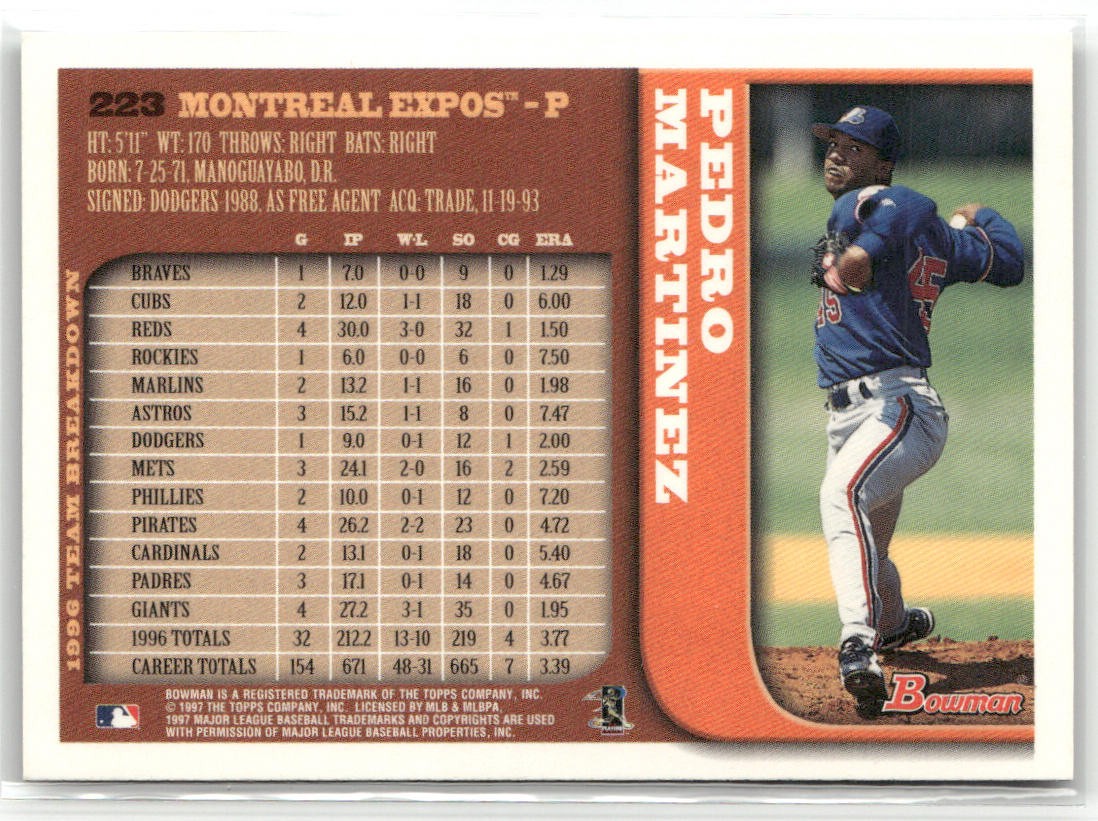 223 MONTREAL EXPOS™ - P
HT: 5'11" WT: 170 THROWS: RIGHT BATS: RIGHT
BORN: 7-25-71, MANOGUAYABO, D.R.
SIGNED: DODGERS 1988, AS FREE AGENT ACQ: TRADE, 11-19-93
1996 TEAM BREAKDOWN
G IP W-L SO CG ERA
BRAVES 1 7.0 0-0 9 0 1.29
CUBS 2 12.0 1-1 18 0 6.00
REDS 4 30.0 3-0 32 1 1.50
ROCKIES 1 6.0 0-0 6 0 7.50
MARLINS 2 13.2 1-1 16 0 1.98
ASTROS 3 15.2 1-1 8 0 7.47
DODGERS 1 9.0 0-1 12 1 2.00
METS 3 24.1 2-0 16 2 2.59
PHILLIES 2 10.0 0-1 12 0 7.20
PIRATES 4 26.2 2-2 23 0 4.72
CARDINALS 2 13.1 0-1 18 0 5.40
PADRES 3 17.1 0-1 14 0 4.67
GIANTS 4 27.2 3-1 35 0 1.95
1996 TOTALS 32 212.2 13-10 219 4 3.77
CAREER TOTALS 154 671 48-31 665 7 3.39
BOWMAN IS A REGISTERED TRADEMARK OF THE TOPPS COMPANY, INC.
© 1997 THE TOPPS COMPANY, INC. LICENSED BY MLB & MLBPA.
1997 MAJOR LEAGUE BASEBALL TRADEMARKS AND COPYRIGHTS ARE USED
WITH PERMISSION OF MAJOR LEAGUE BASEBALL PROPERTIES, INC.
PEDRO
MARTINEZ
45
45
Bowman